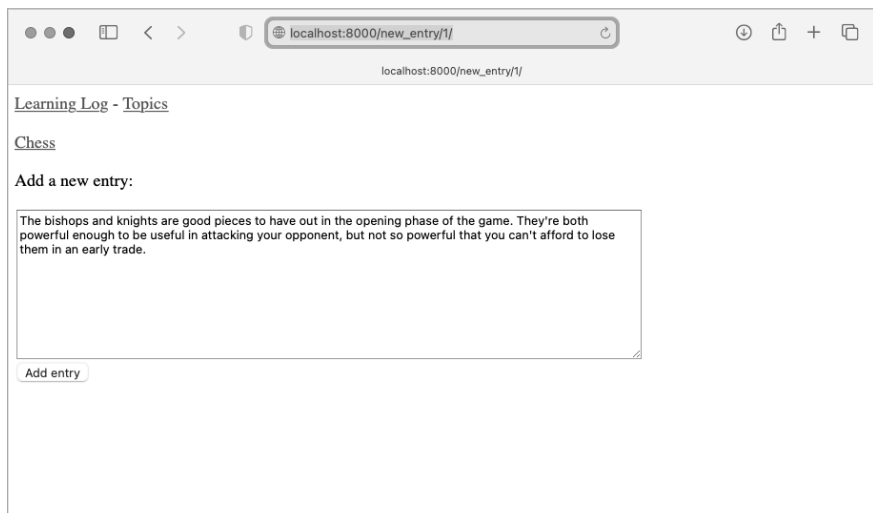 localhost:8000/new_entry/1/
localhost:8000/new_entry/1/
Learning Log - Topics
Chess
Add a new entry:
The bishops and knights are good pieces to have out in the opening phase of the game. They're both
powerful enough to be useful in attacking your opponent, but not so powerful that you can't afford to lose
them in an early trade.
Add entry